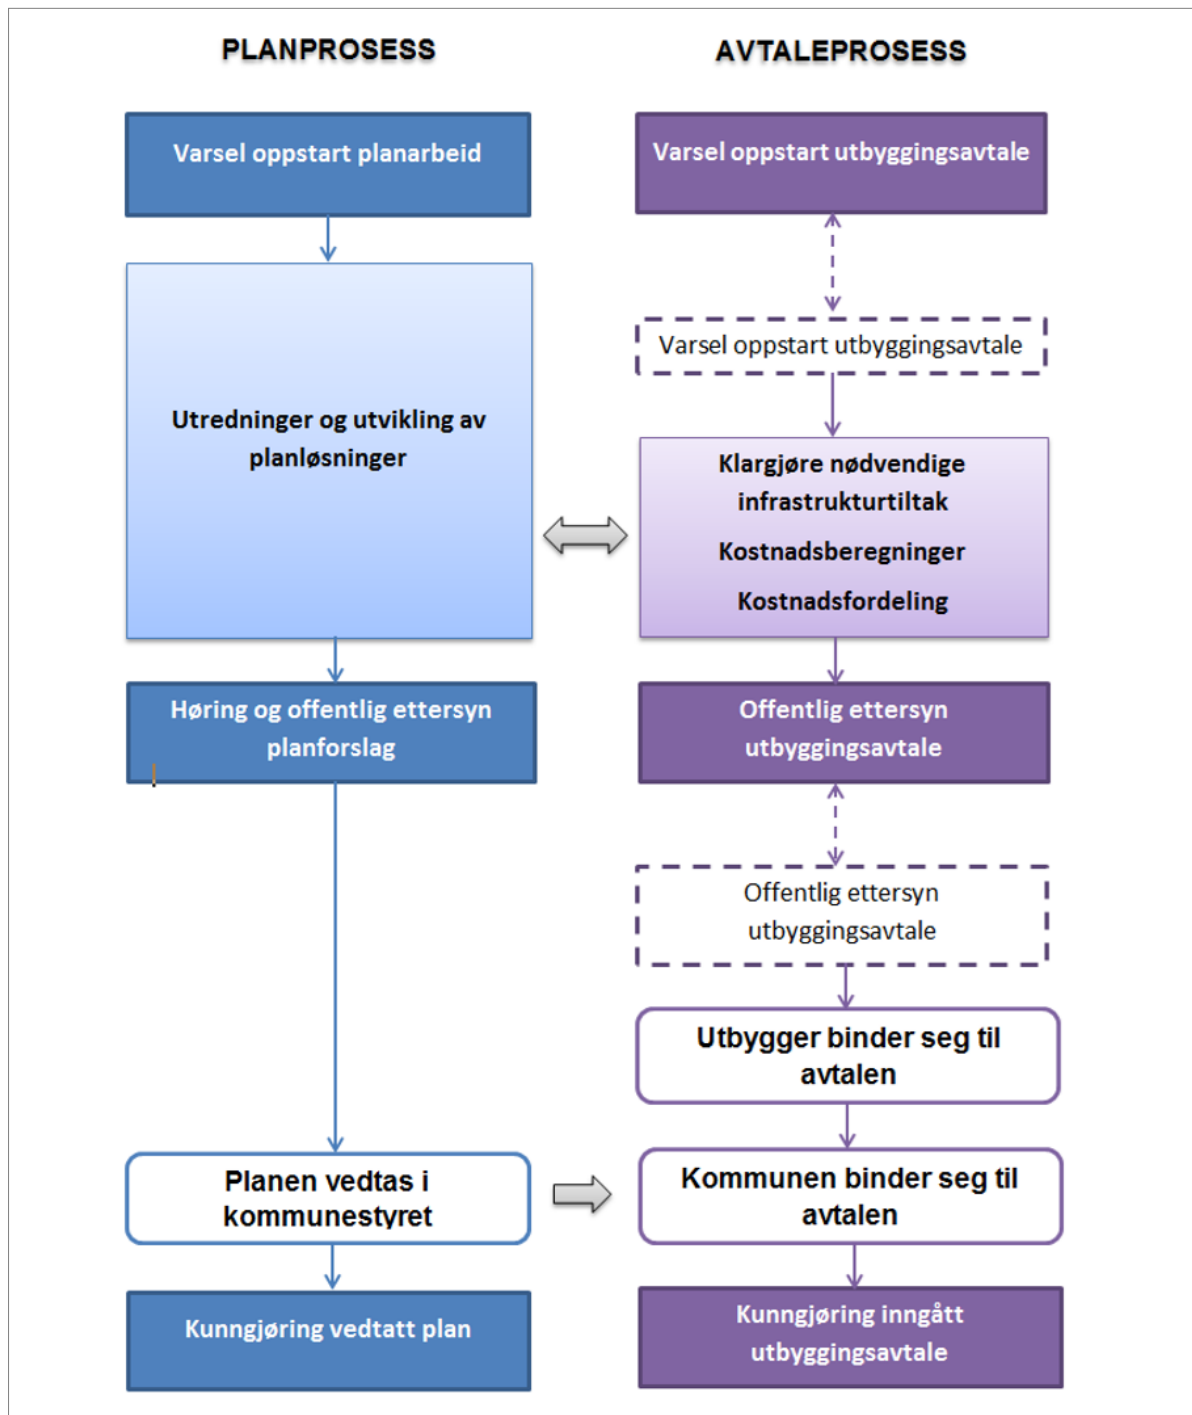 PLANPROSESS
AVTALEPROSESS
Varsel oppstart planarbeid
Varsel oppstart utbyggingsavtale
Varsel oppstart utbyggingsavtale
Utredninger og utvikling av
planløsninger
Klargjøre nødvendige
infrastrukturtiltak
Kostnadsberegninger
Kostnadsfordeling
Høring og offentlig ettersyn
planforslag
Offentlig ettersyn
utbyggingsavtale
Offentlig ettersyn
utbyggingsavtale
Utbygger binder seg til
avtalen
Planen vedtas i
kommunestyret
Kommunen binder seg til
avtalen
Kunngjøring vedtatt plan
Kunngjøring inngått
utbyggingsavtale